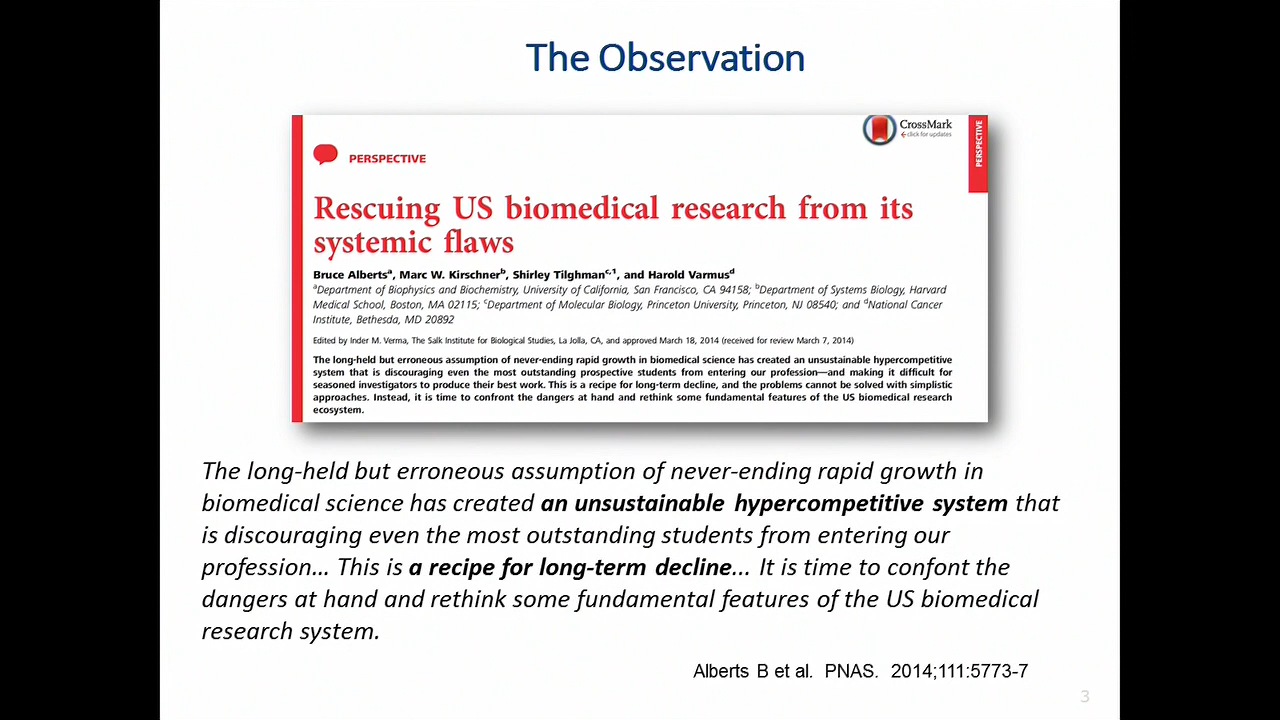 The Observation
CrossMark
click for updates
PERSPECTIVE
PERSPECTIVE
Rescuing US biomedical research from its
systemic flaws
Bruce Albertsa, Marc W. Kirschnerb, Shirley Tilghmanc,1, and Harold Varmusd
aDepartment of Biophysics and Biochemistry, University of California, San Francisco, CA 94158; bDepartment of Systems Biology, Harvard
Medical School, Boston, MA 02115; cDepartment of Molecular Biology, Princeton University, Princeton, NJ 08540; and dNational Cancer
Institute, Bethesda, MD 20892
Edited by Inder M. Verma, The Salk Institute for Biological Studies, La Jolla, CA, and approved March 18, 2014 (received for review March 7, 2014)
The long-held but erroneous assumption of never-ending rapid growth in biomedical science has created an unsustainable hypercompetitive
system that is discouraging even the most outstanding prospective students from entering our profession—and making it difficult for
seasoned investigators to produce their best work. This is a recipe for long-term decline, and the problems cannot be solved with simplistic
approaches. Instead, it is time to confront the dangers at hand and rethink some fundamental features of the US biomedical research
ecosystem.
The long-held but erroneous assumption of never-ending rapid growth in
biomedical science has created an unsustainable hypercompetitive system that
is discouraging even the most outstanding students from entering our
profession… This is a recipe for long-term decline… It is time to confont the
dangers at hand and rethink some fundamental features of the US biomedical
research system.
Alberts B et al. PNAS. 2014;111:5773-7
3